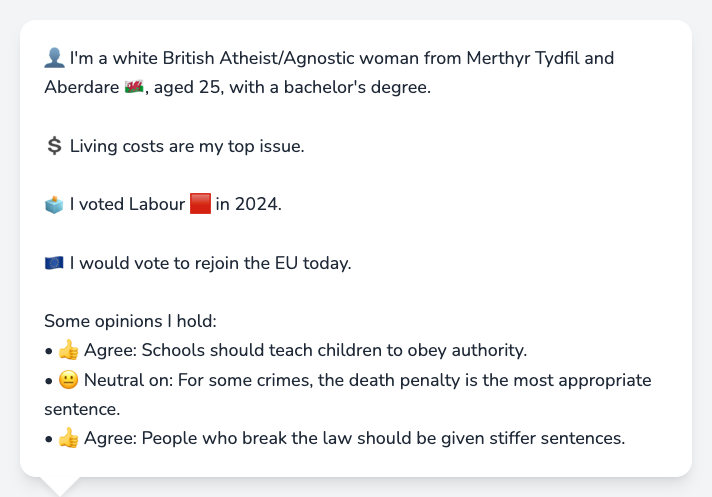 👤 I'm a white British Atheist/Agnostic woman from Merthyr Tydfil and
Aberdare 🏴󠁧󠁢󠁷󠁬󠁳󠁿, aged 25, with a bachelor's degree.
💲 Living costs are my top issue.
🗳️ I voted Labour 🟥 in 2024.
🇪🇺 I would vote to rejoin the EU today.
Some opinions I hold:
• 👍 Agree: Schools should teach children to obey authority.
• 😐 Neutral on: For some crimes, the death penalty is the most appropriate
sentence.
• 👍 Agree: People who break the law should be given stiffer sentences.